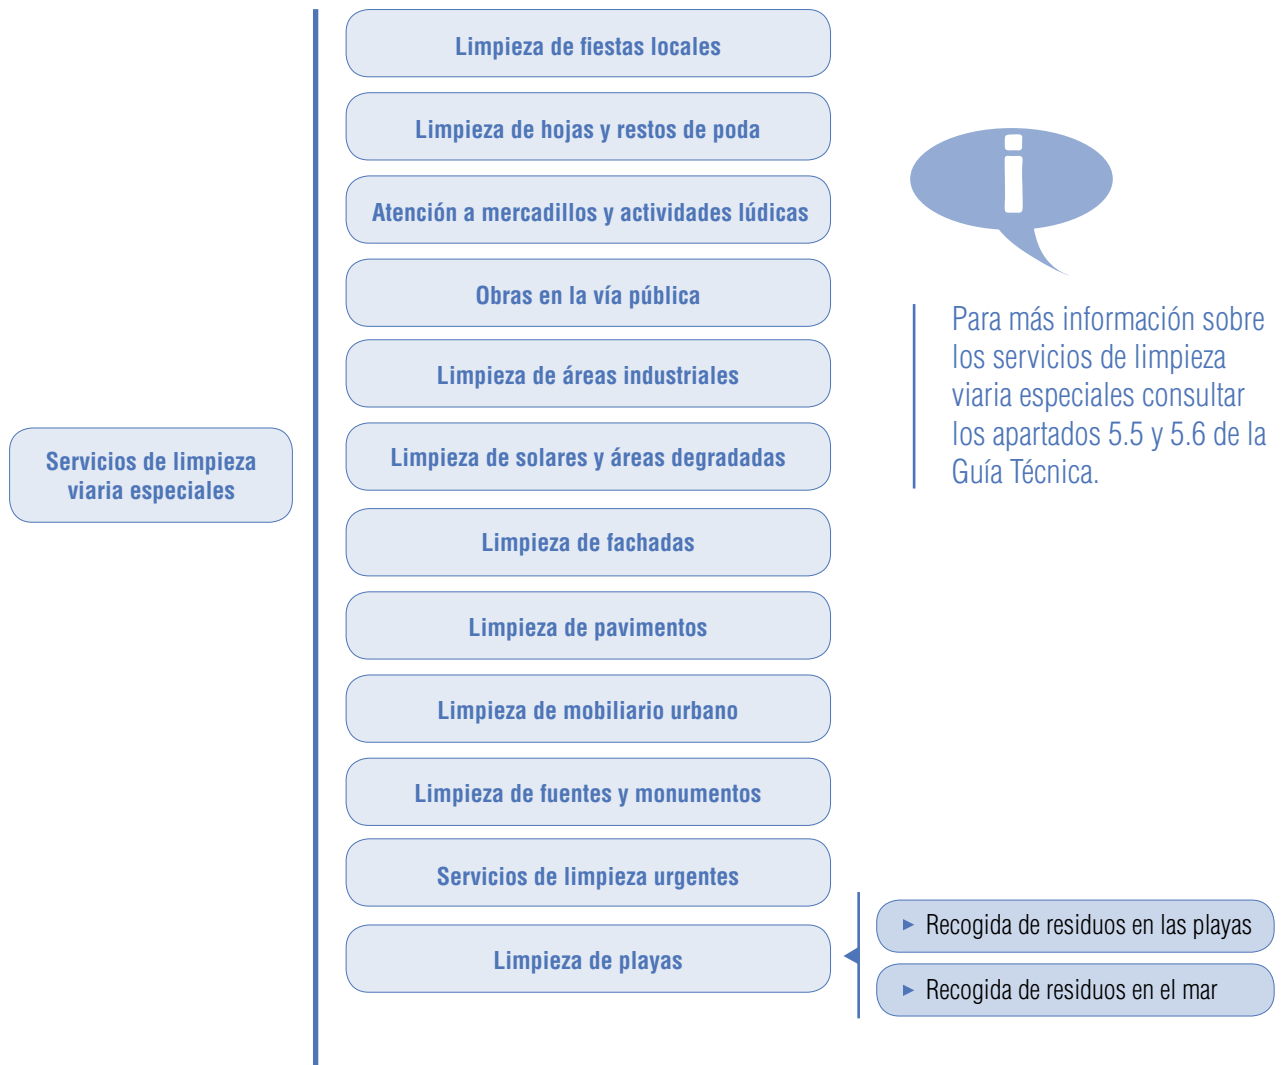 Servicios de limpieza
viaria especiales
Limpieza de fiestas locales
Limpieza de hojas y restos de poda
Atención a mercadillos y actividades lúdicas
Obras en la vía pública
Limpieza de áreas industriales
Limpieza de solares y áreas degradadas
Limpieza de fachadas
Limpieza de pavimentos
Limpieza de mobiliario urbano
Limpieza de fuentes y monumentos
Servicios de limpieza urgentes
Limpieza de playas
► Recogida de residuos en las playas
► Recogida de residuos en el mar
i
Para más información sobre
los servicios de limpieza
viaria especiales consultar
los apartados 5.5 y 5.6 de la
Guía Técnica.